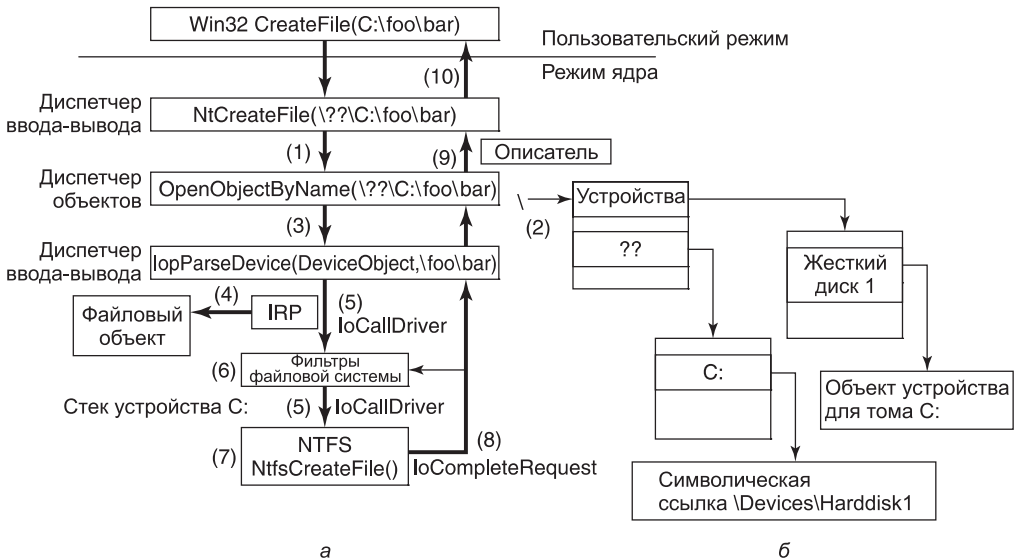 Win32 CreateFile(C:\foo\bar)
Пользовательский режим
Режим ядра
(10)
Диспетчер
ввода-вывода
NtCreateFile(\??\C:\foo\bar)
(1)
(9)
Описатель
Диспетчер
объектов
OpenObjectByName(\??\C:\foo\bar)
(3)
Диспетчер
ввода-вывода
IopParseDevice(DeviceObject,\foo\bar)
(4)
Файловый
объект
IRP
(5)
IoCallDriver
(6)
Фильтры
файловой системы
Стек устройства C:
(5)
IoCallDriver
(7)
NTFS
NtfsCreateFile()
(8)
IoCompleteRequest
а
\
(2)
Устройства
??
Жесткий
диск 1
C:
Объект устройства
для тома C:
Символическая
ссылка \Devices\Harddisk1
б